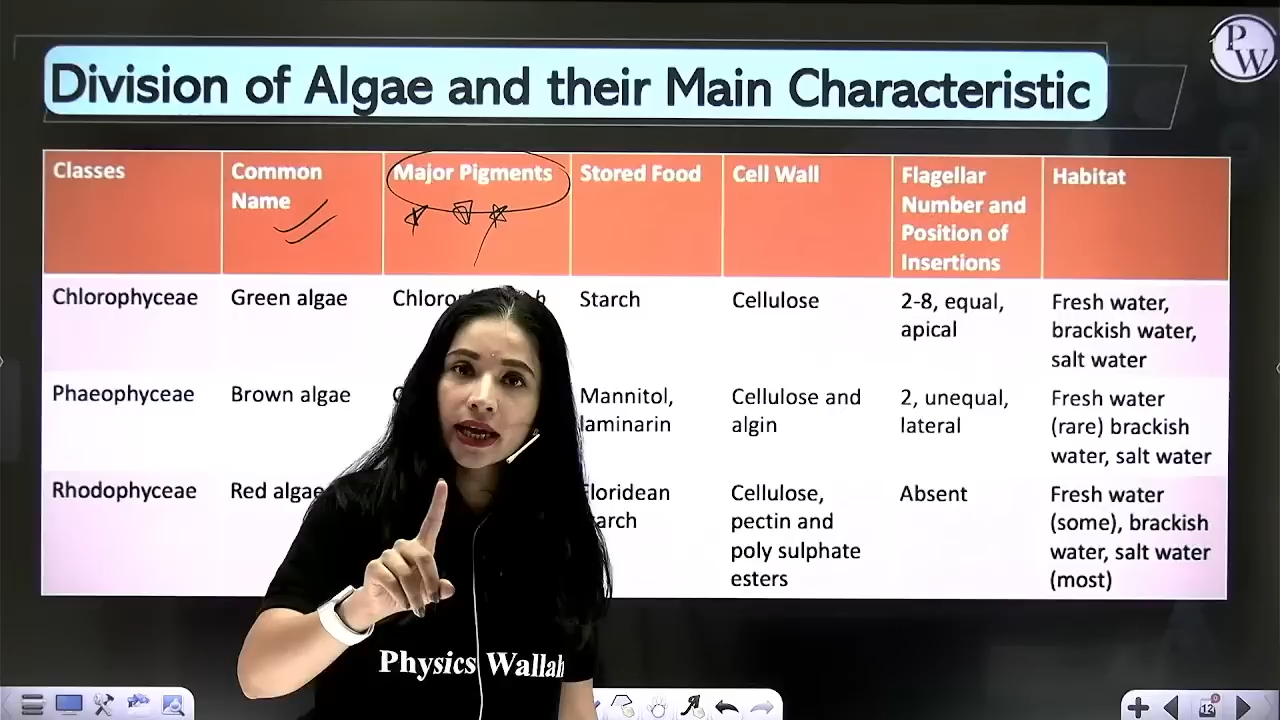 Division of Algae and their Main Characteristic
PW
Classes
Common
Name
Major Pigments
Stored Food
Cell Wall
Flagellar
Number and
Position of
Insertions
Habitat
Chlorophyceae
Green algae
Starch
Cellulose
2-8, equal,
apical
Fresh water,
brackish water,
salt water
Phaeophyceae
Brown algae
Mannitol,
laminarin
Cellulose and
algin
2, unequal,
lateral
Fresh water
(rare) brackish
water, salt water
Rhodophyceae
Red algae
Floridean
Cellulose,
pectin and
poly sulphate
esters
Absent
Fresh water
(some), brackish
water, salt water
(most)
Physics Wallah
12